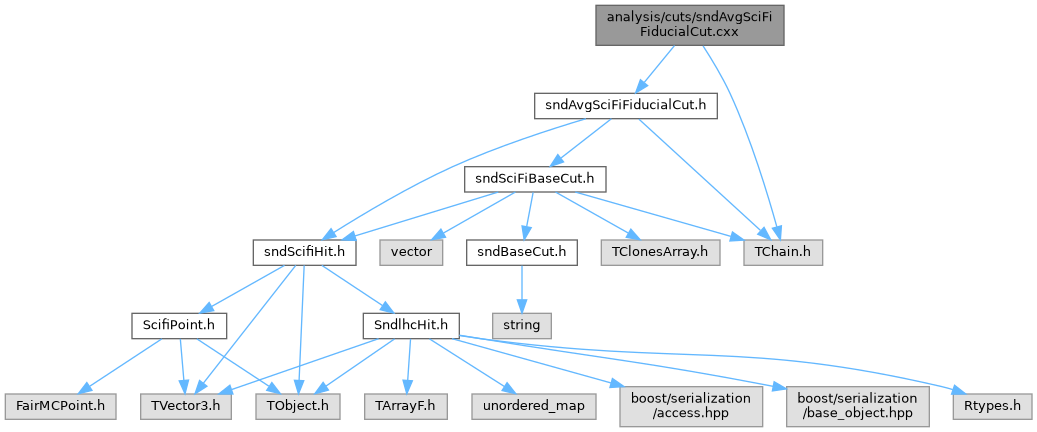 analysis/cuts/sndAvgSciFi
FiducialCut.cxx
sndAvgSciFiFiducialCut.h
sndSciFiBaseCut.h
sndScifiHit.h
vector
sndBaseCut.h
TClonesArray.h
TChain.h
ScifiPoint.h
SndlhcHit.h
string
FairMCPoint.h
TVector3.h
TObject.h
TArrayF.h
unordered_map
boost/serialization
/access.hpp
boost/serialization
/base_object.hpp
Rtypes.h